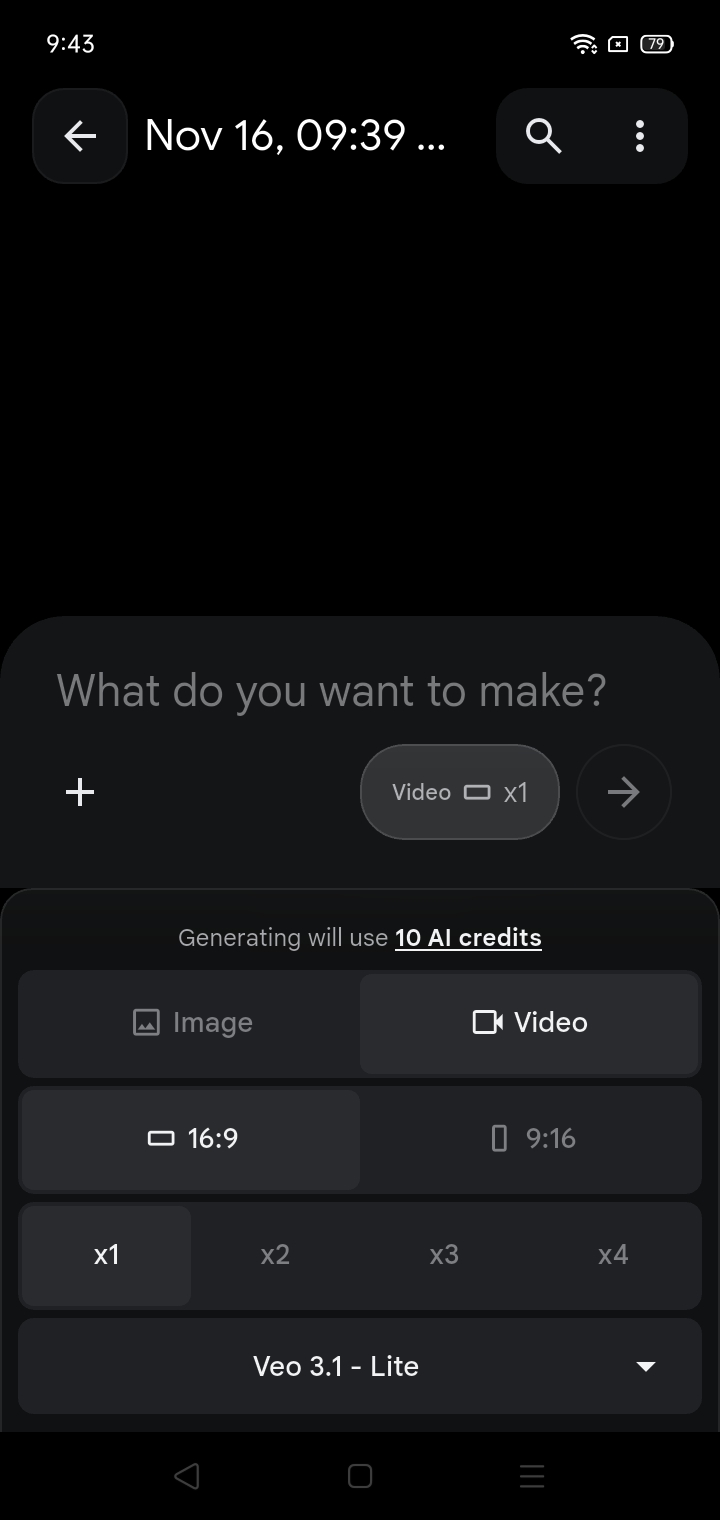 9:43
79
Nov 16, 09:39 ...
What do you want to make?
Video x1
Generating will use 10 AI credits
Image Video
16:9 9:16
x1 x2 x3 x4
Veo 3.1 - Lite